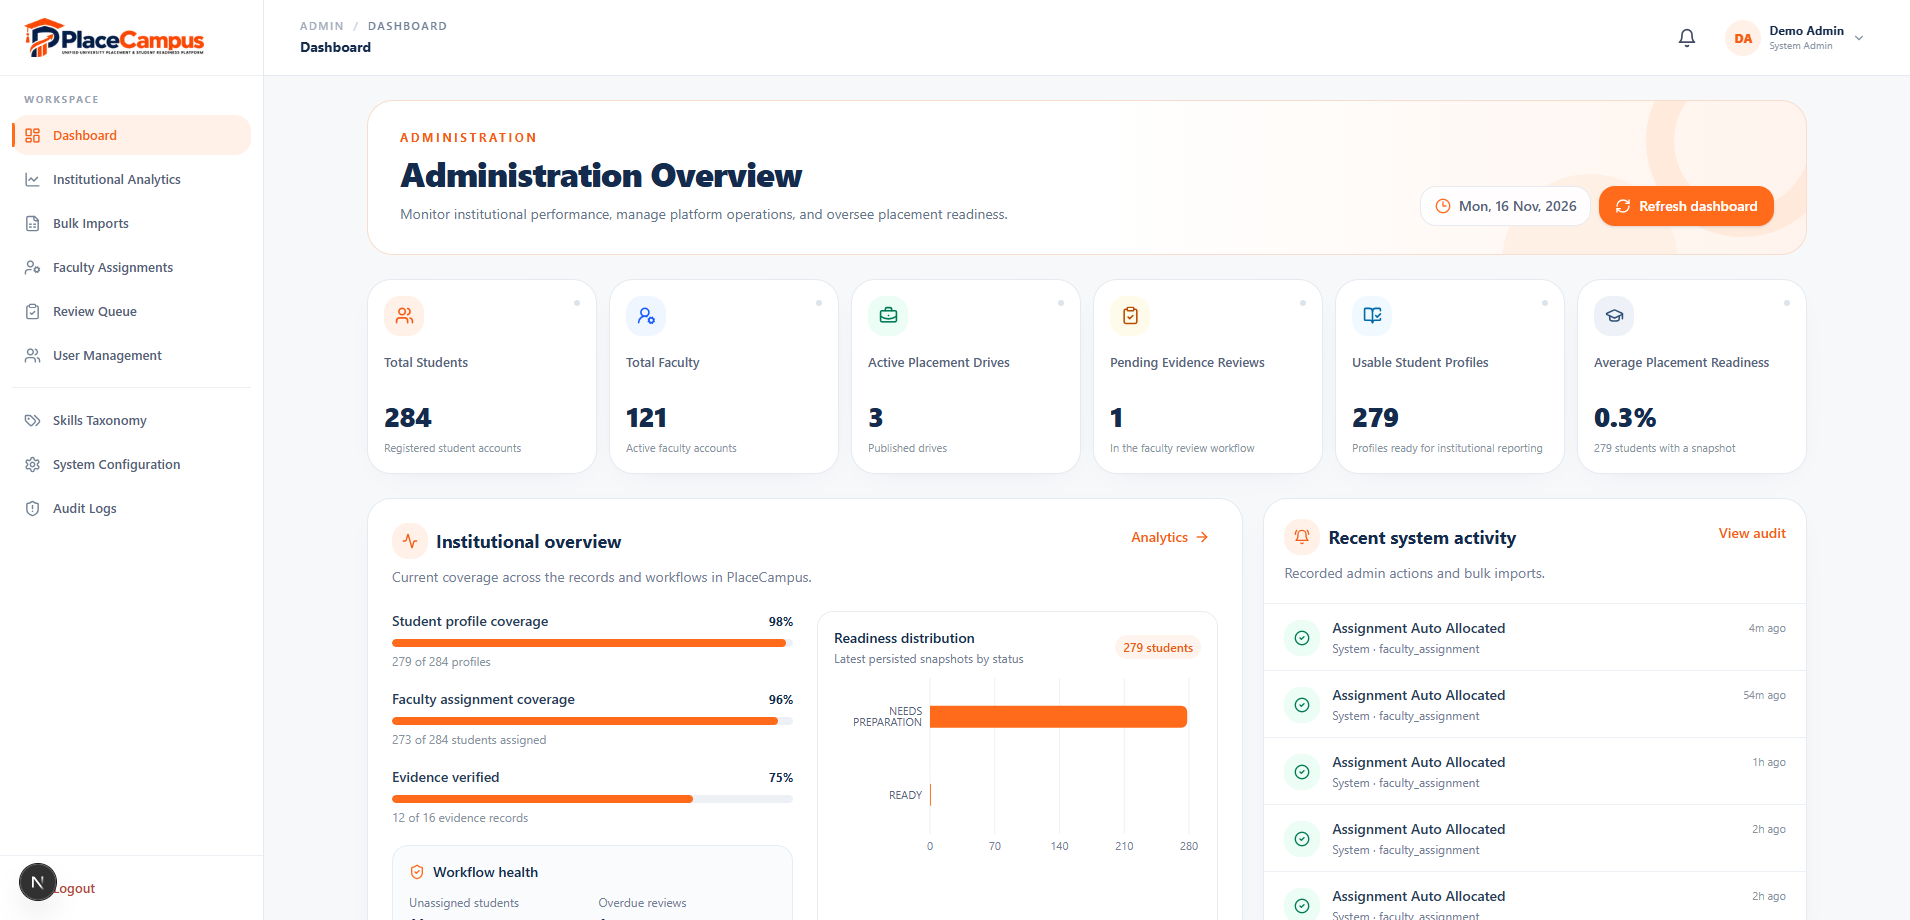 PlaceCampus
UNIFIED UNIVERSITY PLACEMENT & STUDENT READINESS PLATFORM
ADMIN / DASHBOARD
Dashboard
DA
Demo Admin
System Admin
WORKSPACE
Dashboard
Institutional Analytics
Bulk Imports
Faculty Assignments
Review Queue
User Management
Skills Taxonomy
System Configuration
Audit Logs
N
Logout
ADMINISTRATION
Administration Overview
Monitor institutional performance, manage platform operations, and oversee placement readiness.
Mon, 16 Nov, 2026
Refresh dashboard
Total Students
284
Registered student accounts
Total Faculty
121
Active faculty accounts
Active Placement Drives
3
Published drives
Pending Evidence Reviews
1
In the faculty review workflow
Usable Student Profiles
279
Profiles ready for institutional reporting
Average Placement Readiness
0.3%
279 students with a snapshot
Institutional overview
Analytics
Current coverage across the records and workflows in PlaceCampus.
Student profile coverage 98%
279 of 284 profiles
Faculty assignment coverage 96%
273 of 284 students assigned
Evidence verified 75%
12 of 16 evidence records
Workflow health
Unassigned students Overdue reviews
Readiness distribution
279 students
Latest persisted snapshots by status
NEEDS
PREPARATION
READY
0 70 140 210 280
Recent system activity
View audit
Recorded admin actions and bulk imports.
Assignment Auto Allocated 4m ago
System · faculty_assignment
Assignment Auto Allocated 54m ago
System · faculty_assignment
Assignment Auto Allocated 1h ago
System · faculty_assignment
Assignment Auto Allocated 2h ago
System · faculty_assignment
Assignment Auto Allocated 2h ago
System · faculty_assignment